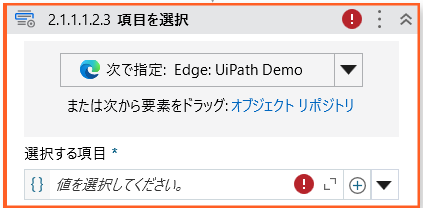 2.1.1.1.2.3 項目を選択
次で指定: Edge: UiPath Demo
または次から要素をドラッグ: オブジェクト リポジトリ
選択する項目 *
{} 値を選択してください。